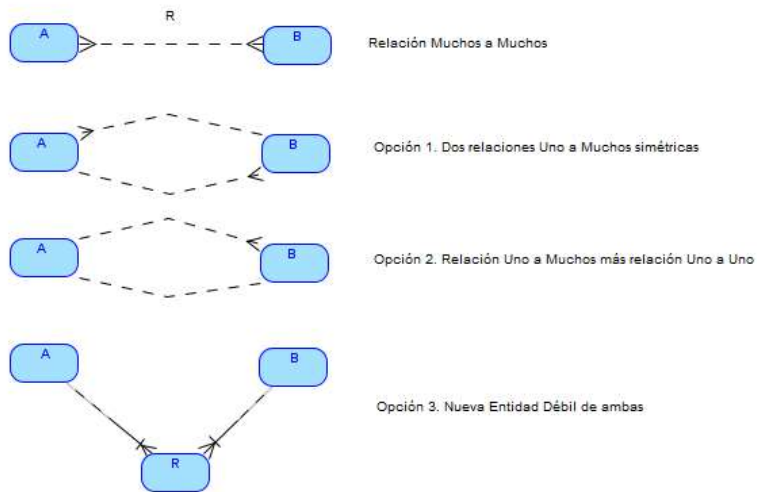 R
A
B
Relación Muchos a Muchos
A
B
Opción 1. Dos relaciones Uno a Muchos simétricas
A
B
Opción 2. Relación Uno a Muchos más relación Uno a Uno
A
B
Opción 3. Nueva Entidad Débil de ambas
R